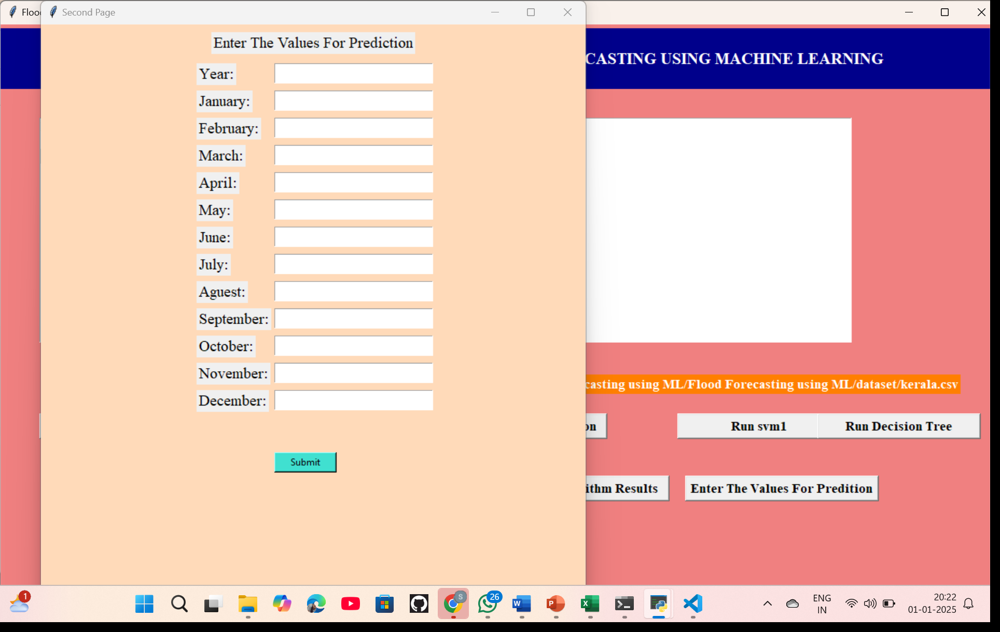 Flood
Second Page
Enter The Values For Prediction
CASTING USING MACHINE LEARNING
Year:
January:
February:
March:
April:
May:
June:
July:
Aguest:
September:
October:
November:
December:
casting using ML/Flood Forecasting using ML/dataset/kerala.csv
on
Run svm1
Run Decision Tree
Submit
ithm Results
Enter The Values For Predition
1
S
26
W
P
X
ENG
IN
20:22
01-01-2025